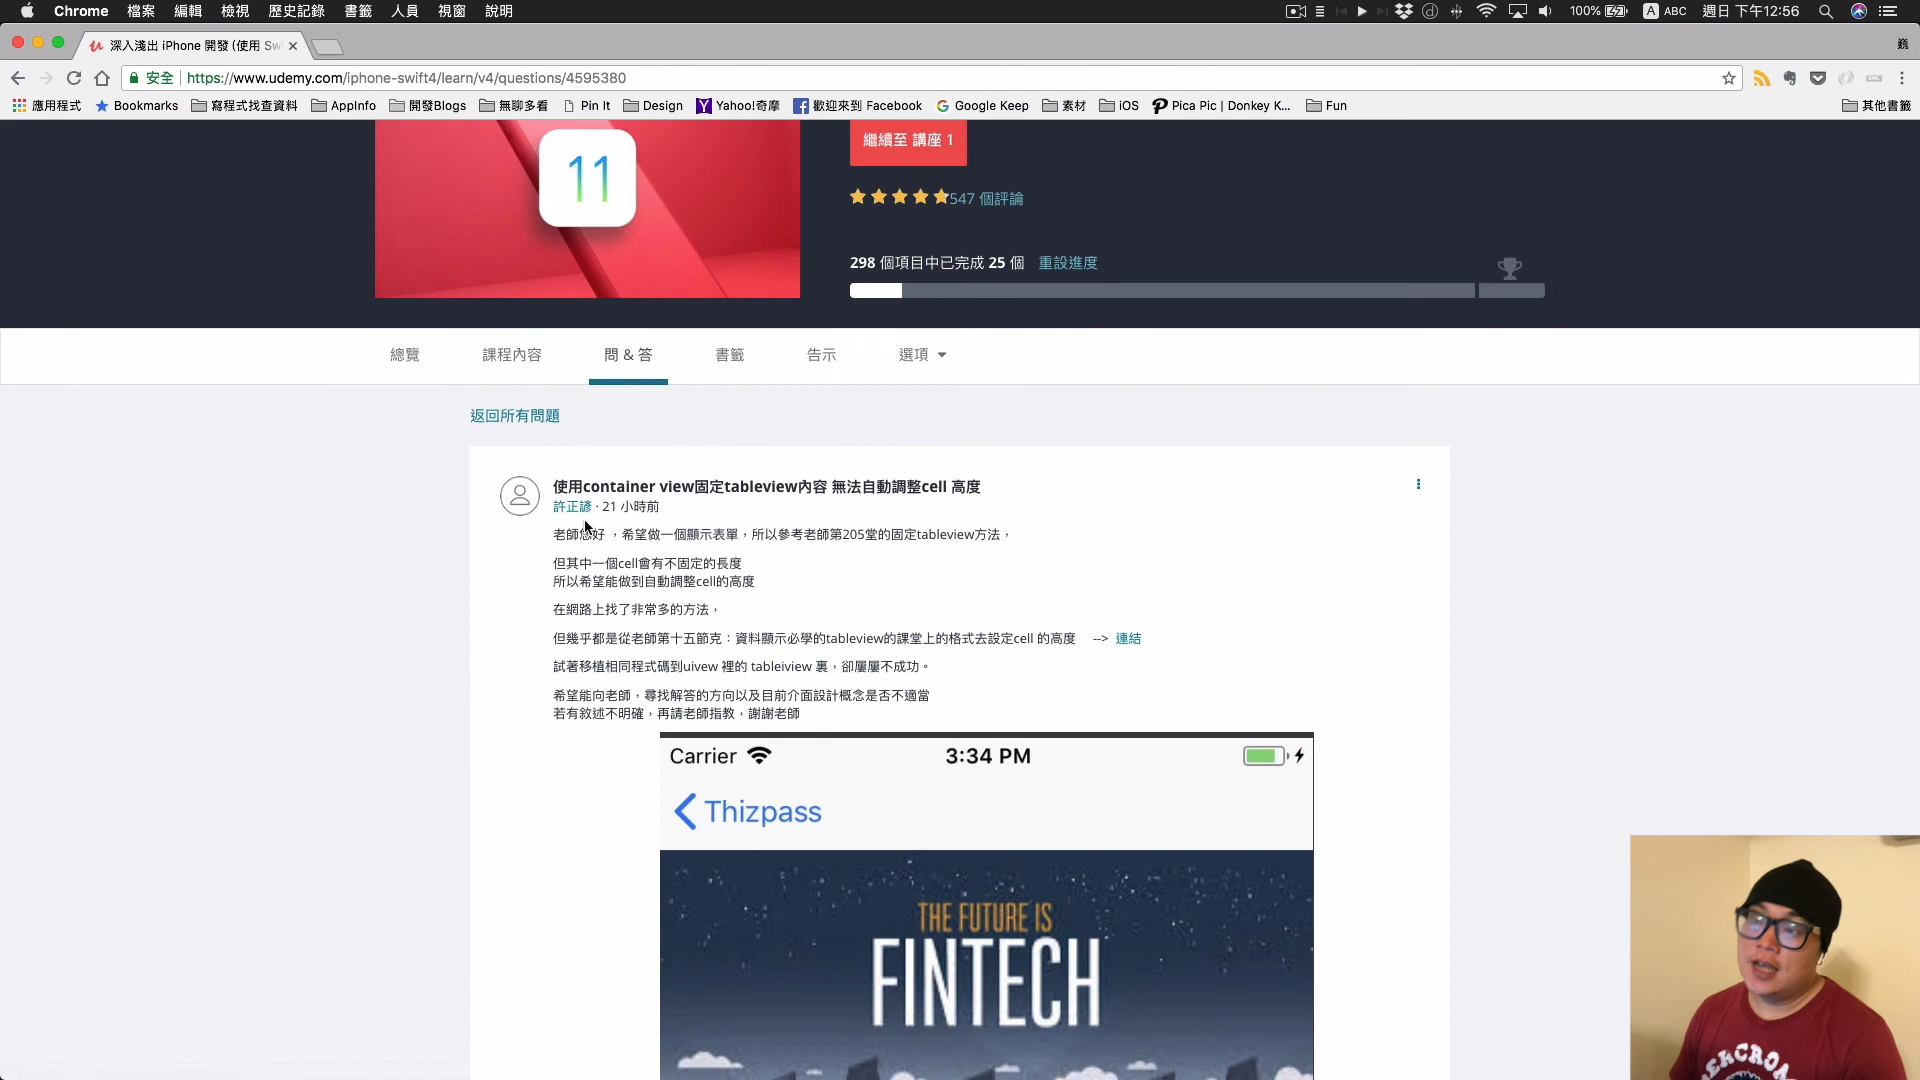 Chrome 檔案 編輯 檢視 歷史記錄 書籤 人員 視窗 說明 100% A ABC 週日 下午12:56
深入淺出 iPhone 開發 (使用 Sw
安全 https://www.udemy.com/iphone-swift4/learn/v4/questions/4595380
應用程式 Bookmarks 寫程式找查資料 AppInfo 開發Blogs 無聊多看 Pin It Design Yahoo!奇摩 歡迎來到 Facebook Google Keep 素材 iOS Pica Pic | Donkey K... Fun 其他書籤
11
繼續至 講座 1
547 個評論
298 個項目中已完成 25 個 重設進度
總覽 課程內容 問 & 答 書籤 告示 選項
返回所有問題
使用container view固定tableview內容 無法自動調整cell 高度
許正諺 · 21 小時前
老師您好 ，希望做一個顯示表單，所以參考老師第205堂的固定tableview方法，
但其中一個cell會有不固定的長度
所以希望能做到自動調整cell的高度
在網路上找了非常多的方法，
但幾乎都是從老師第十五節克：資料顯示必學的tableview的課堂上的格式去設定cell 的高度 --> 連結
試著移植相同程式碼到uivew 裡的 tableiview 裏，卻屢屢不成功。
希望能向老師，尋找解答的方向以及目前介面設計概念是否不適當
若有敘述不明確，再請老師指教，謝謝老師
Carrier 3:34 PM
Thizpass
THE FUTURE IS
FINTECH